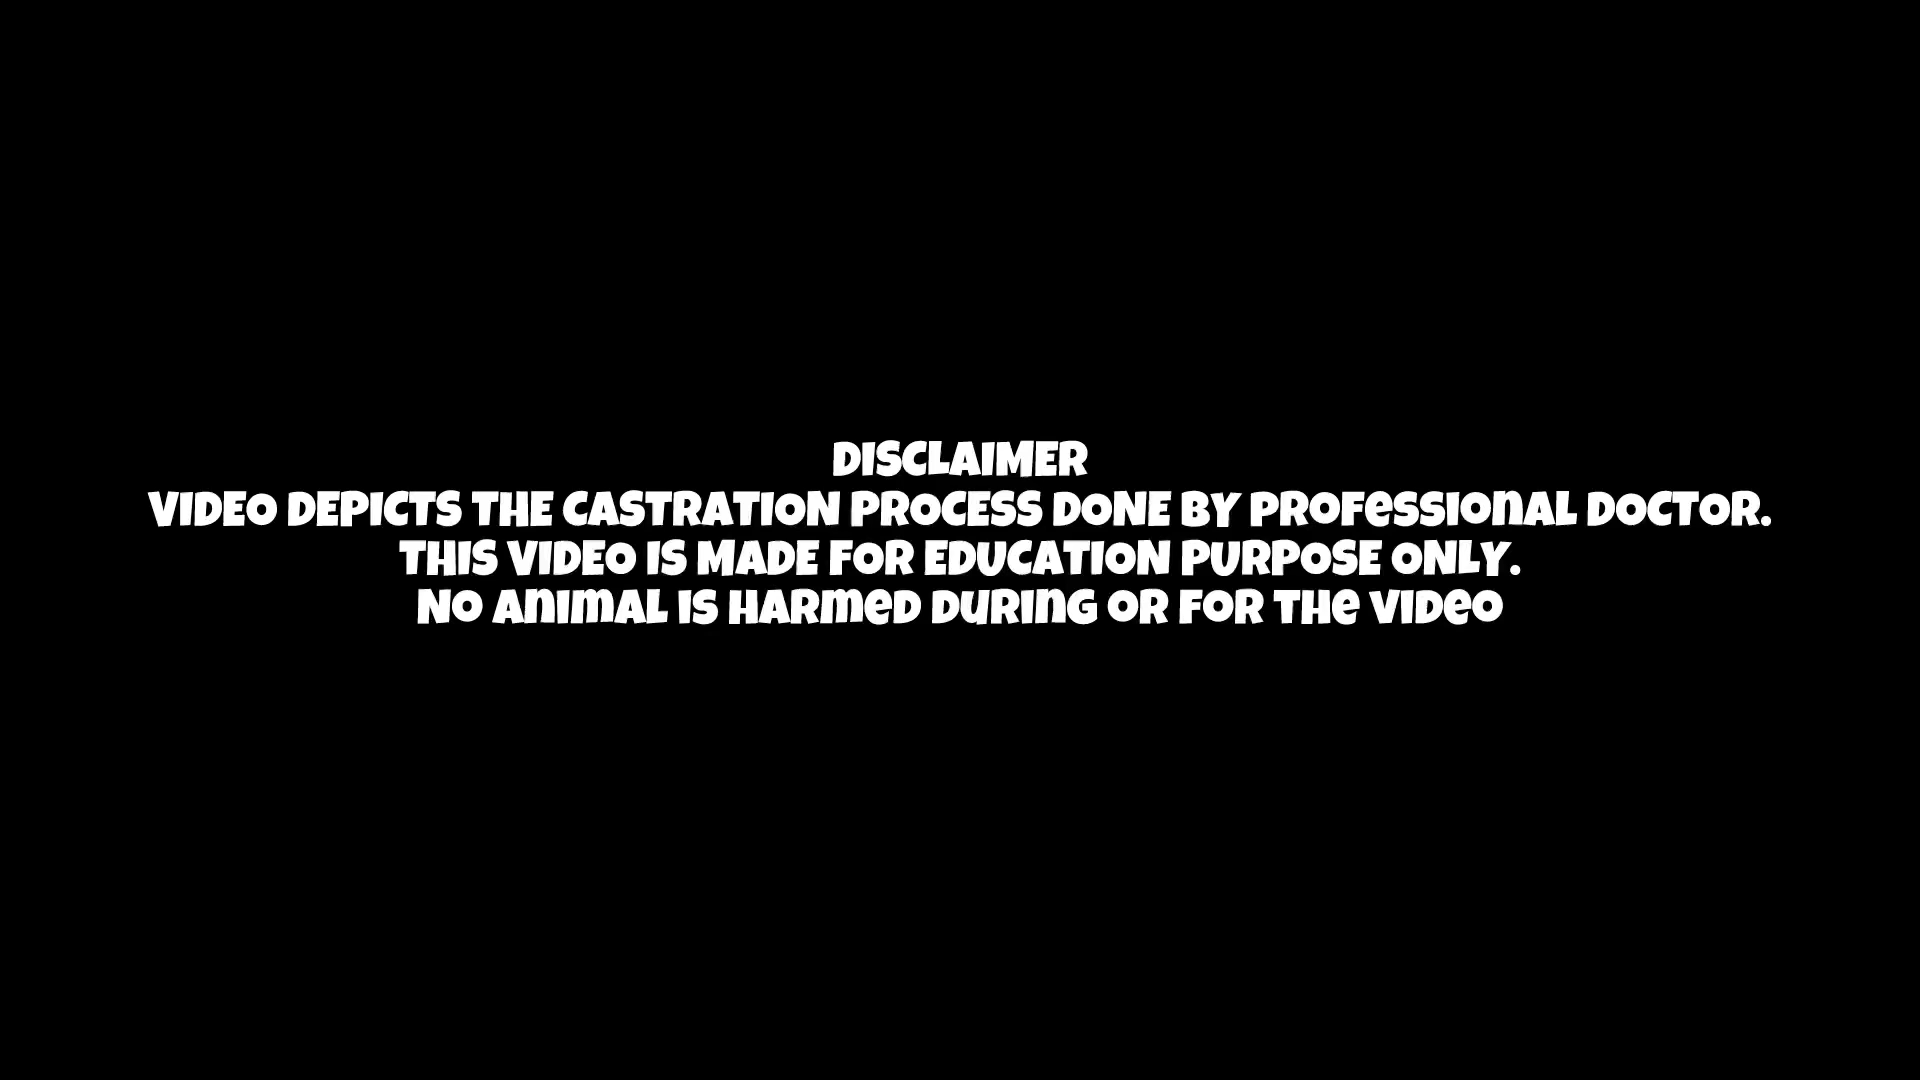 DISCLAIMER
VIDEO DEPICTS THE CASTRATION PROCESS DONE BY PROFeSSIONAL DOCTOR.
THIS VIDEO IS MADE FOR EDUCATION PURPOSE ONLY.
NO ANIMAL IS HARMeD DURING OR FOR THe VIDeO